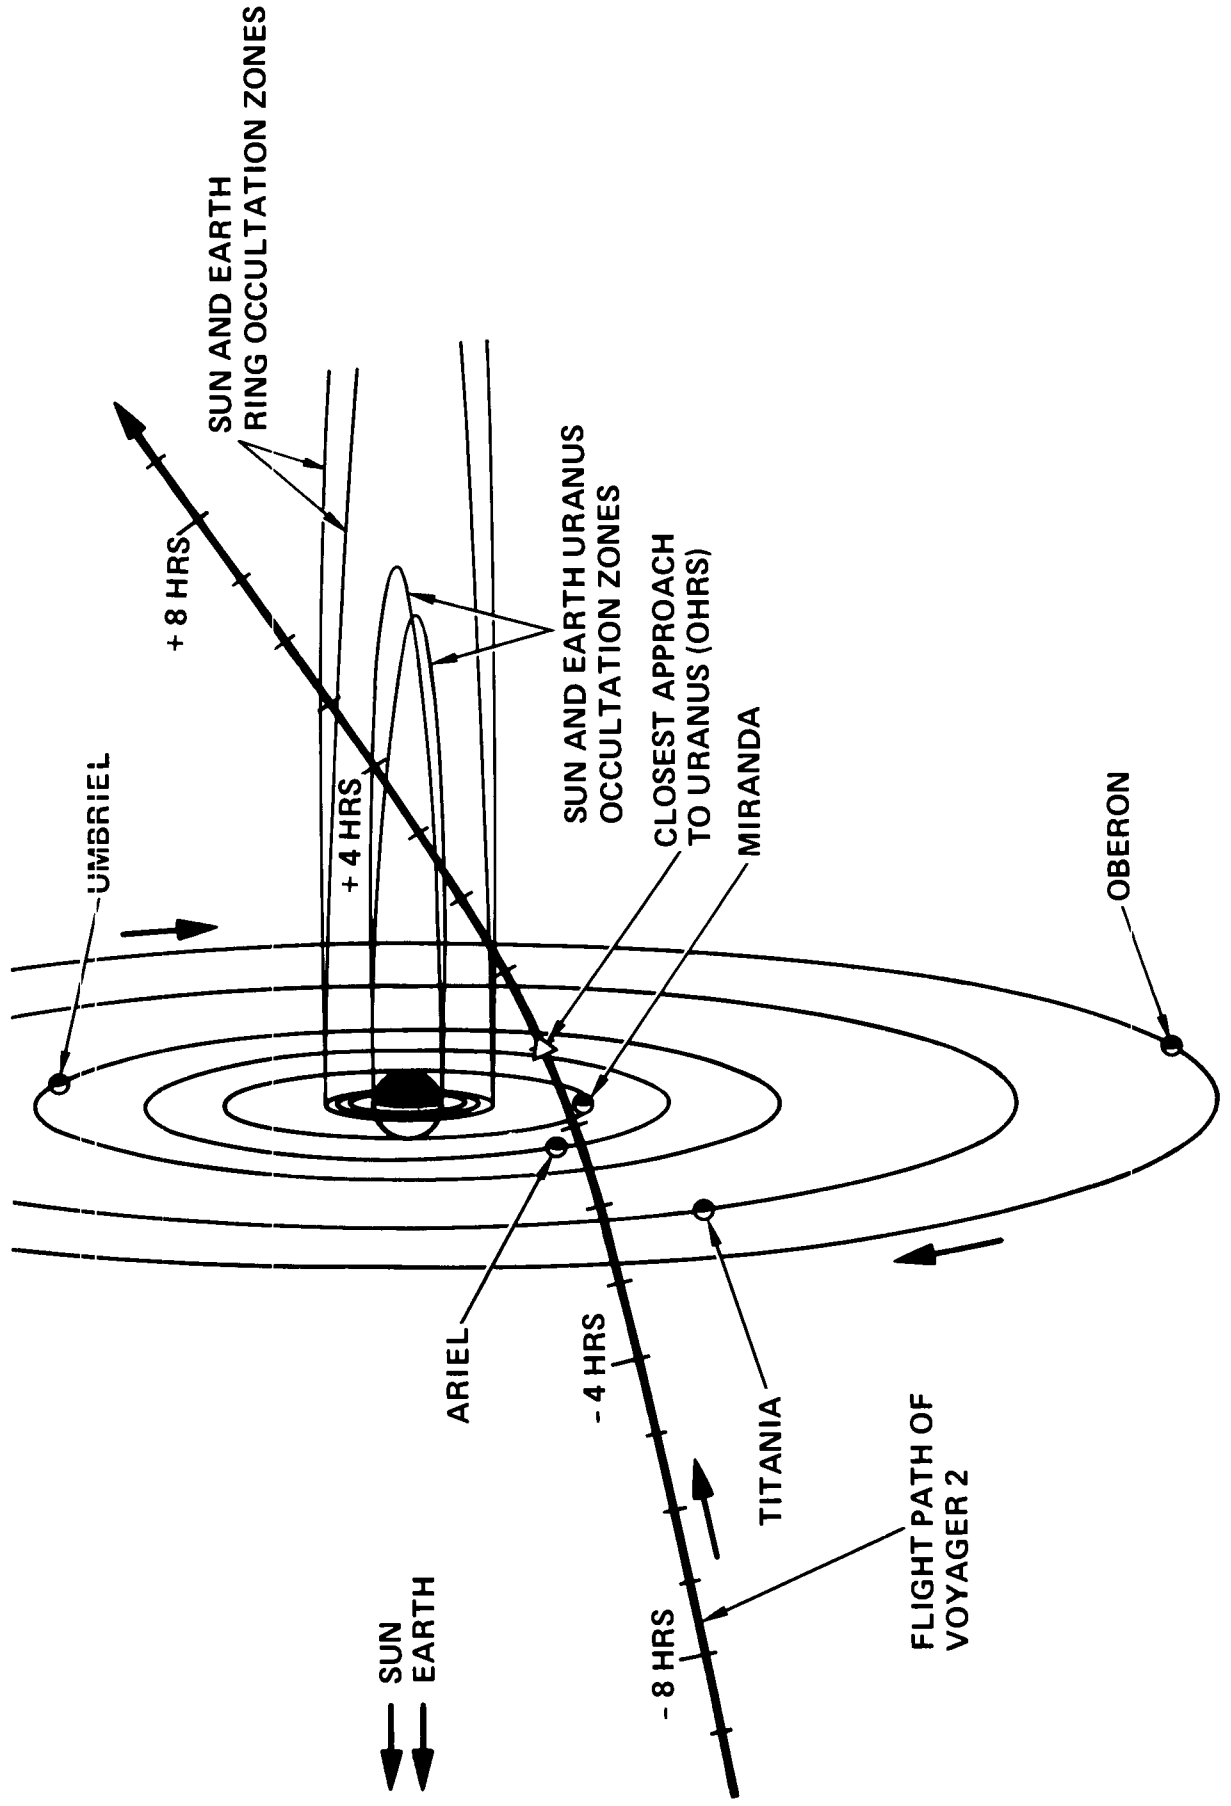 SUN AND EARTH
RING OCCULTATION ZONES
+ 8 HRS
UMBRIEL
+ 4 HRS
SUN AND EARTH URANUS
OCCULTATION ZONES
CLOSEST APPROACH
TO URANUS (OHRS)
MIRANDA
OBERON
ARIEL
- 4 HRS
TITANIA
FLIGHT PATH OF
VOYAGER 2
- 8 HRS
SUN
EARTH